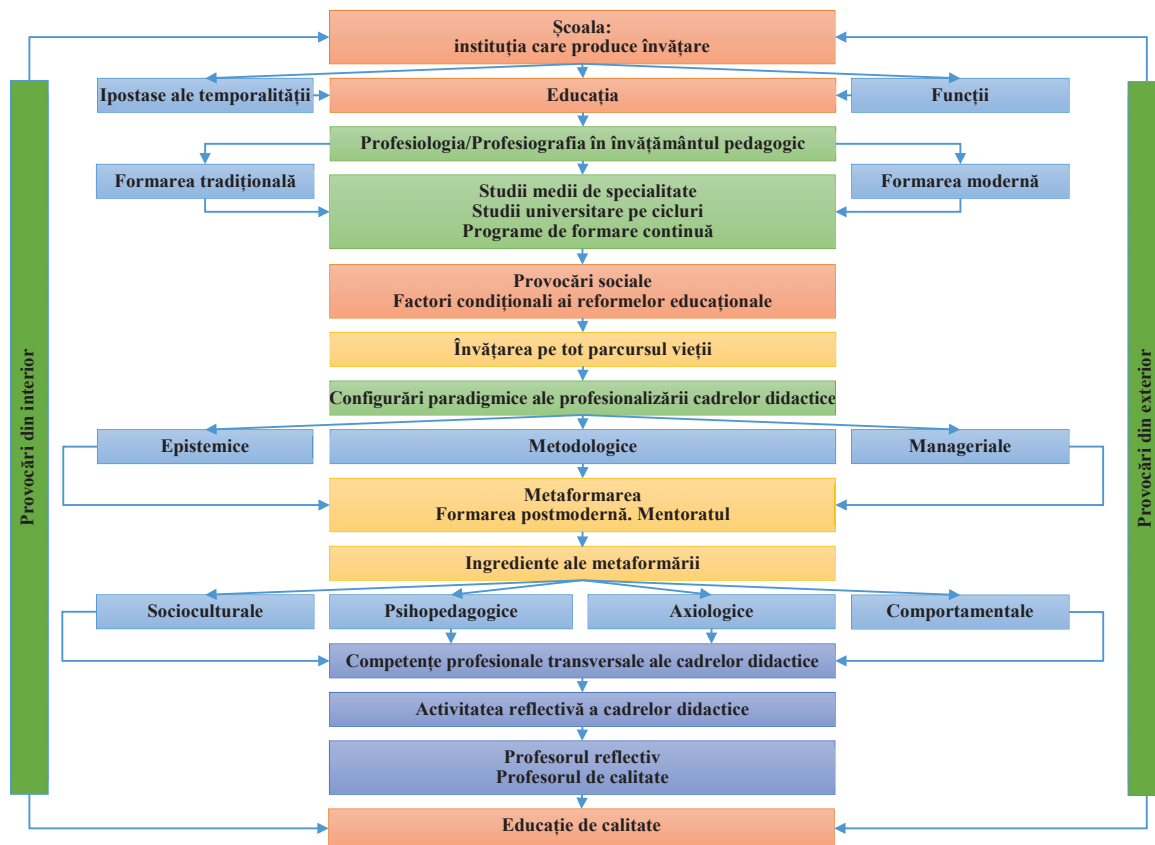 Școala:
instituția care produce învățare
Ipostase ale temporalității
Educația
Funcții
Profesiologia/Profesiografia în învățământul pedagogic
Formarea tradițională
Formarea modernă
Studii medii de specialitate
Studii universitare pe cicluri
Programe de formare continuă
Provocări sociale
Factori condiționali ai reformelor educaționale
Învățarea pe tot parcursul vieții
Configurări paradigmice ale profesionalizării cadrelor didactice
Epistemice
Metodologice
Manageriale
Metaformarea
Formarea postmodernă. Mentoratul
Ingrediente ale metaformării
Socioculturale
Psihopedagogice
Axiologice
Comportamentale
Competențe profesionale transversale ale cadrelor didactice
Activitatea reflectivă a cadrelor didactice
Profesorul reflectiv
Profesorul de calitate
Educație de calitate
Provocări din interior
Provocări din exterior